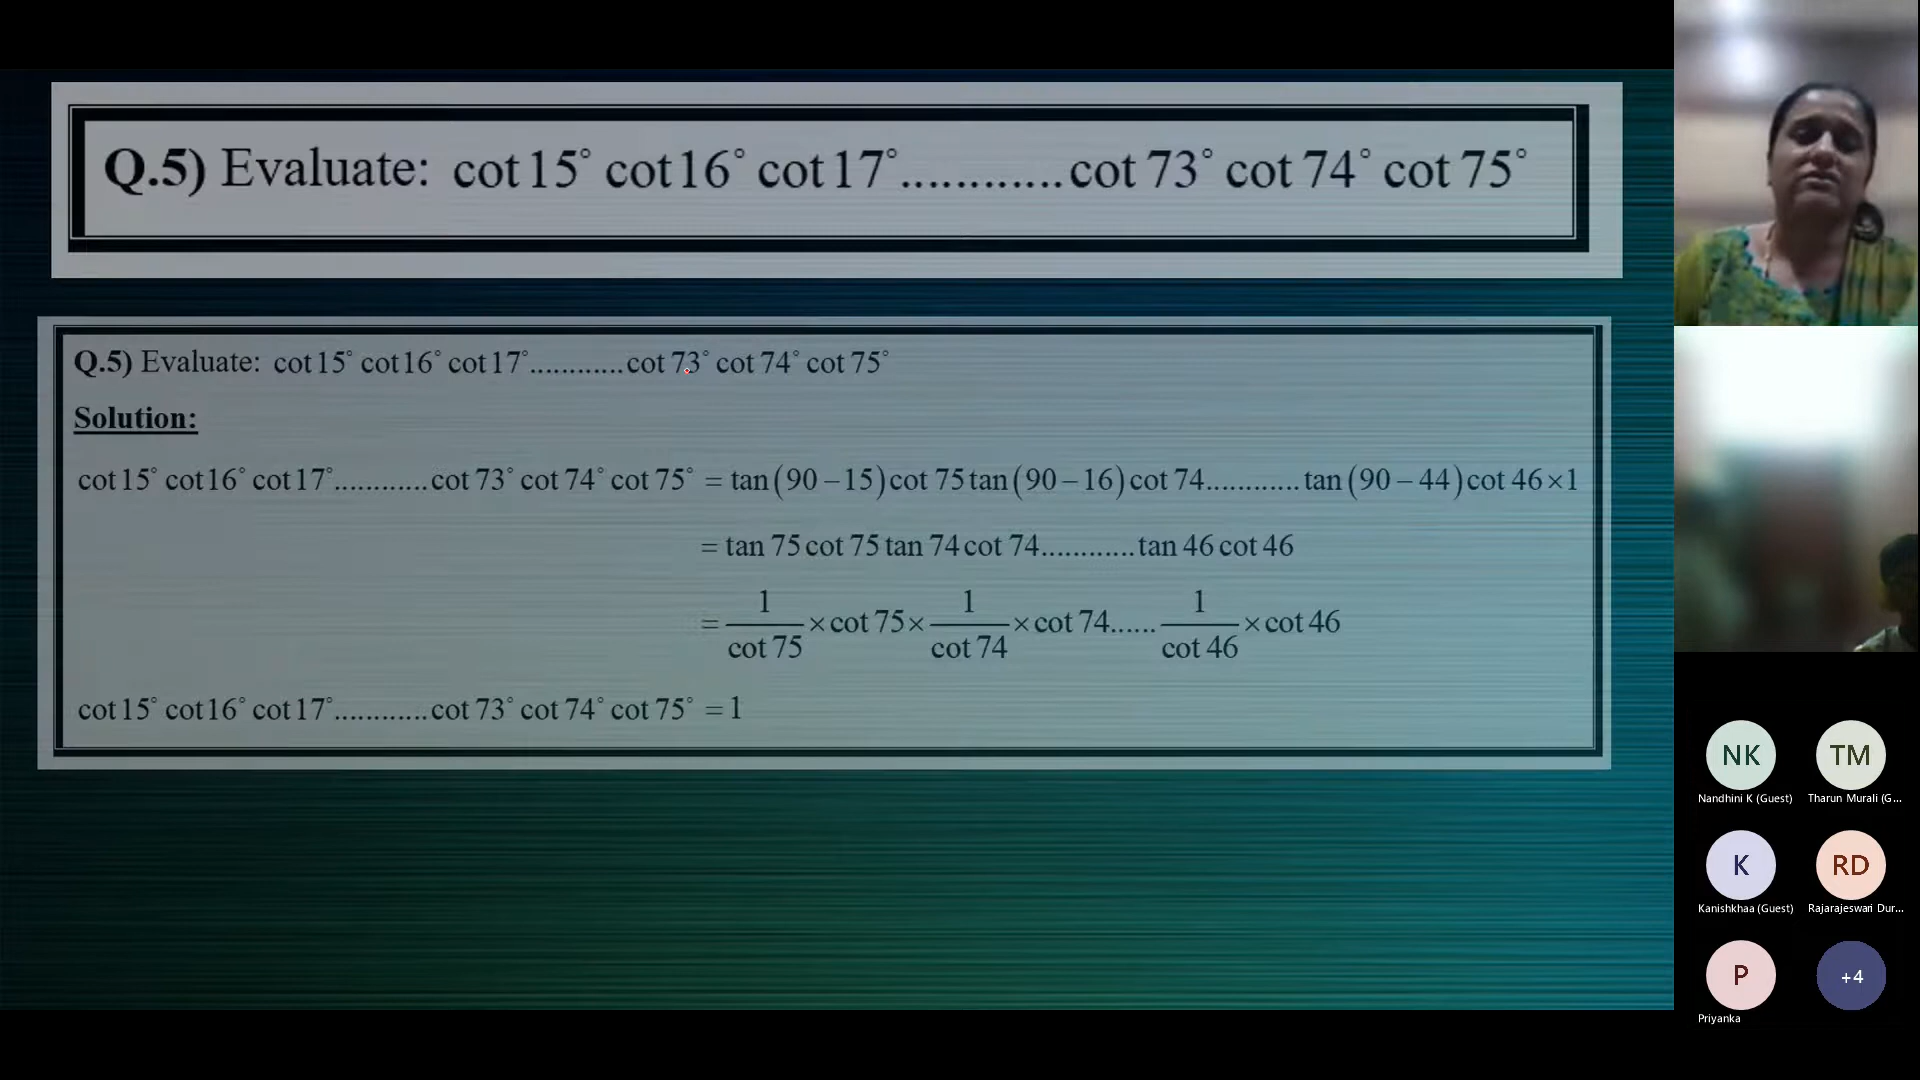 Q.5) Evaluate: cot 15° cot 16° cot 17°............cot 73° cot 74° cot 75°
Q.5) Evaluate: cot 15° cot 16° cot 17°............cot 73° cot 74° cot 75°
Solution:
cot 15° cot 16° cot 17°............cot 73° cot 74° cot 75° = tan(90 − 15) cot 75 tan(90 − 16) cot 74............tan(90 − 44) cot 46 × 1
= tan 75 cot 75 tan 74 cot 74............tan 46 cot 46
= 1/cot 75 × cot 75 × 1/cot 74 × cot 74......1/cot 46 × cot 46
cot 15° cot 16° cot 17°............cot 73° cot 74° cot 75° = 1
NK TM
Nandhini K (Guest) Tharun Murali (G...
K RD
Kanishkhaa (Guest) Rajarajeswari Dur...
P +4
Priyanka